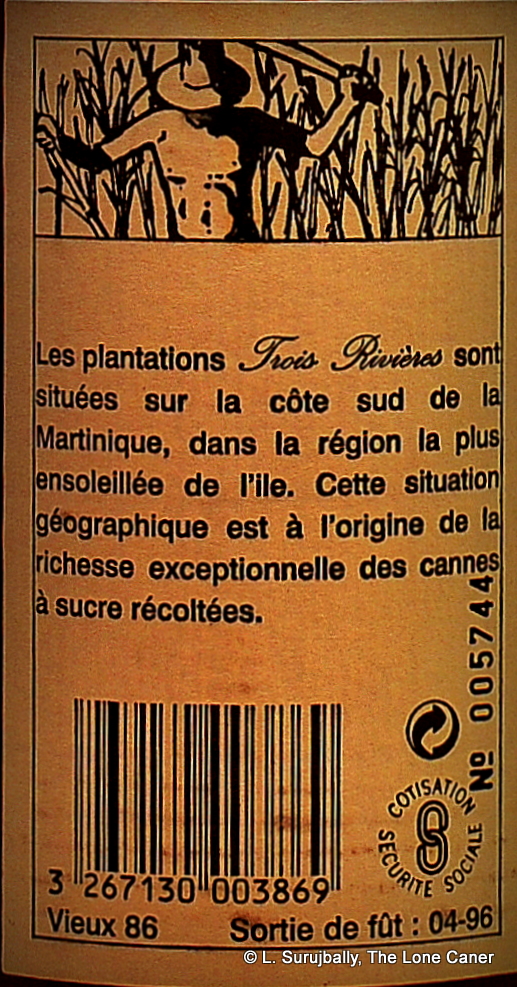 Les plantations Trois Rivières sont
situées sur la côte sud de la
Martinique, dans la région la plus
ensoleillée de l'ile. Cette situation
géographique est à l'origine de la
richesse exceptionnelle des cannes
à sucre récoltées.
Nº 005744
COTISATION
SECURITE SOCIALE
3 267130 003869
Vieux 86 Sortie de fût : 04-96
© L. Surujbally, The Lone Caner